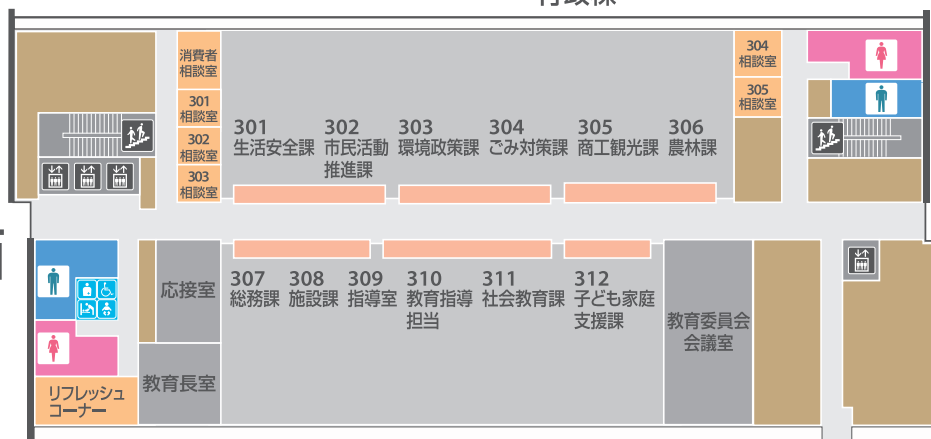 消費者
相談室
301
相談室
302
相談室
303
相談室
301
生活安全課
302
市民活動
推進課
303
環境政策課
304
ごみ対策課
305
商工観光課
306
農林課
304
相談室
305
相談室
307
総務課
308
施設課
309
指導室
310
教育指導
担当
311
社会教育課
312
子ども家庭
支援課
応接室
教育長室
教育委員会
会議室
リフレッシュ
コーナー